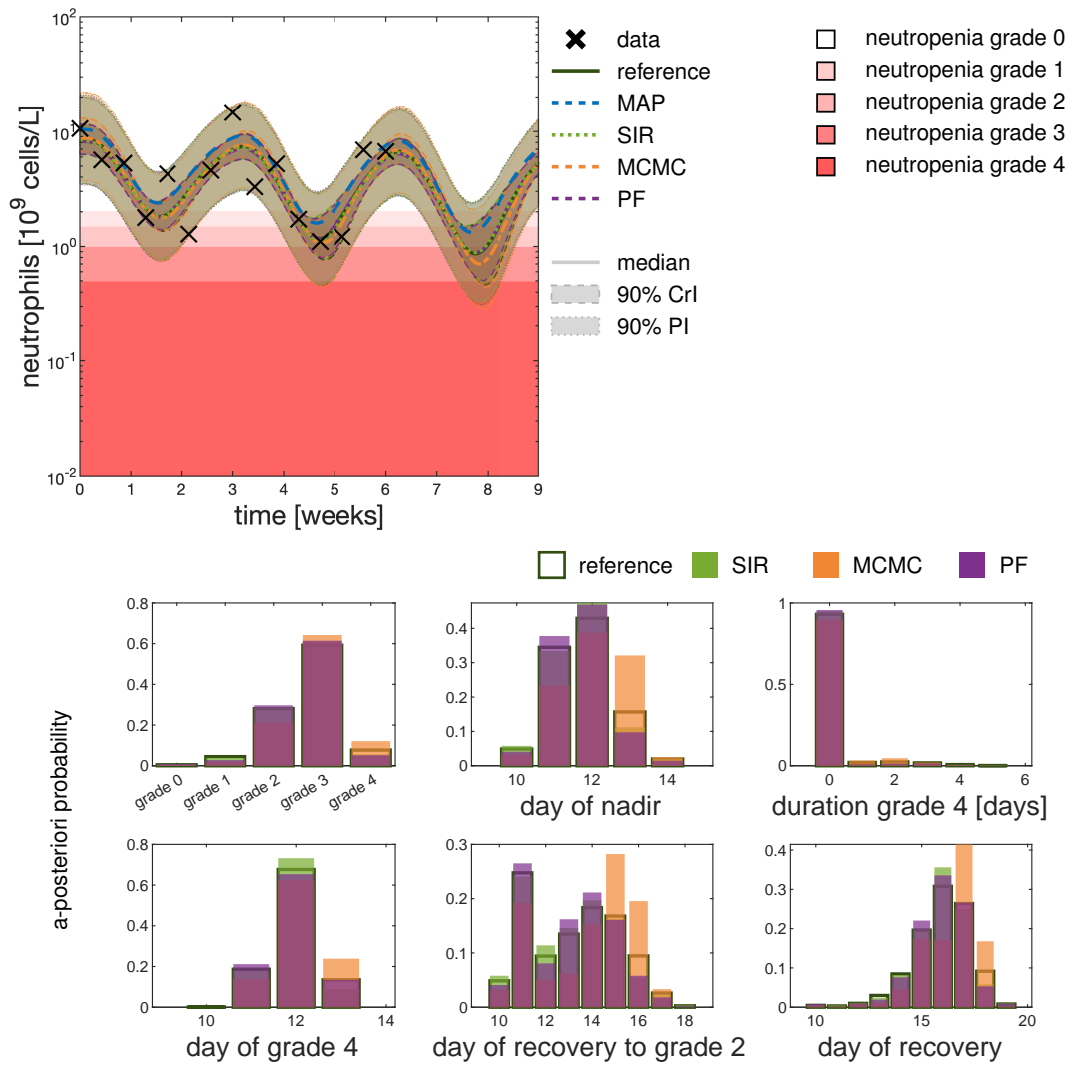 10^2
10^1
10^0
10^-1
10^-2
neutrophils [10^9 cells/L]
0 1 2 3 4 5 6 7 8 9
time [weeks]
data
reference
MAP
SIR
MCMC
PF
median
90% CrI
90% PI
neutropenia grade 0
neutropenia grade 1
neutropenia grade 2
neutropenia grade 3
neutropenia grade 4
reference SIR MCMC PF
a-posteriori probability
0.8
0.6
0.4
0.2
0
grade 0 grade 1 grade 2 grade 3 grade 4
0.4
0.3
0.2
0.1
0
10 12 14
day of nadir
1
0.5
0
0 2 4 6
duration grade 4 [days]
0.8
0.6
0.4
0.2
0
10 12 14
day of grade 4
0.3
0.2
0.1
0
10 12 14 16 18
day of recovery to grade 2
0.4
0.3
0.2
0.1
0
10 15 20
day of recovery